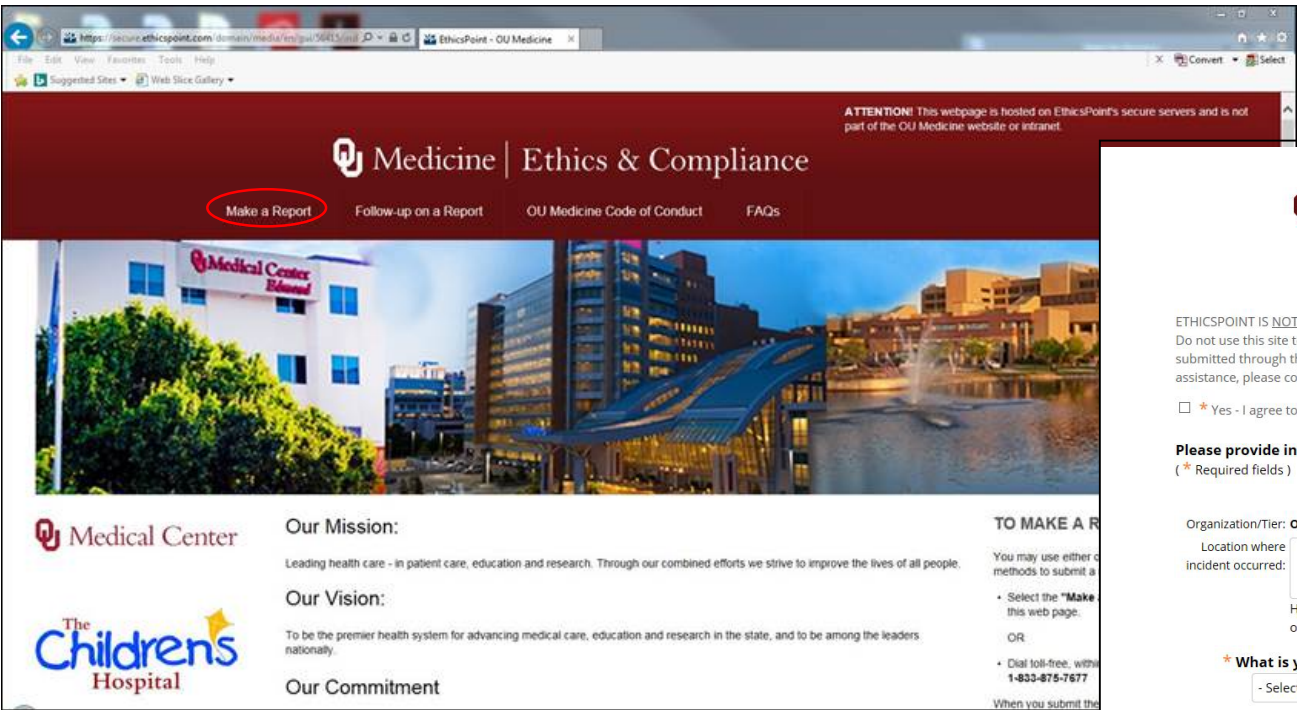 https://secure.ethicspoint.com/domain/media/en/gui/56415/ind
EthicsPoint - OU Medicine ×
File Edit View Favorites Tools Help
× Convert Select
Suggested Sites Web Slice Gallery
ATTENTION! This webpage is hosted on EthicsPoint's secure servers and is not
part of the OU Medicine website or intranet.
Medicine | Ethics & Compliance
Make a Report Follow-up on a Report OU Medicine Code of Conduct FAQs
OU Medical Center
Edmond
OU Medical Center
The
Children's
Hospital
Our Mission:
Leading health care - in patient care, education and research. Through our combined efforts we strive to improve the lives of all people.
Our Vision:
To be the premier health system for advancing medical care, education and research in the state, and to be among the leaders
nationally.
Our Commitment
TO MAKE A R
You may use either o
methods to submit a
• Select the "Make
this web page.
OR
• Dial toll-free, withi
1-833-875-7677
When you submit the
ETHICSPOINT IS NOT
Do not use this site t
submitted through th
assistance, please co
* Yes - I agree to
Please provide in
( * Required fields )
Organization/Tier: O
Location where
incident occurred:
H
o
* What is y
- Selec